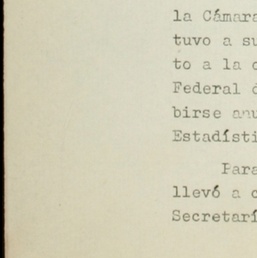 la Cámara
tuvo a su
to a la
Federal
birse anu
Estadísti
Para
llevó a
Secretarí